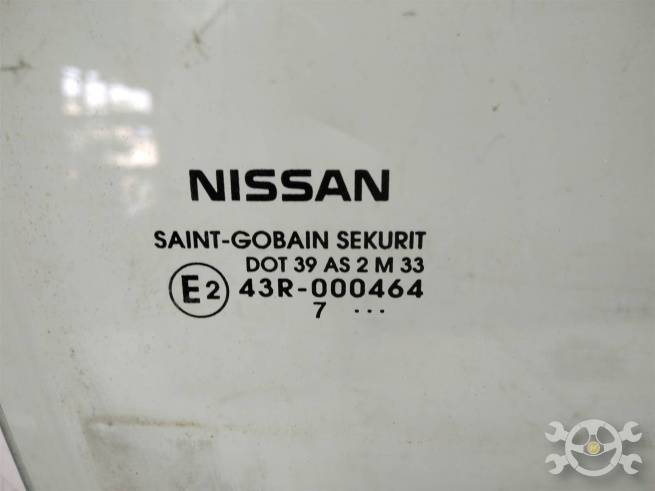 NISSAN
SAINT-GOBAIN SEKURIT
DOT 39 AS 2 M 33
E2 43R-000464
7 ...